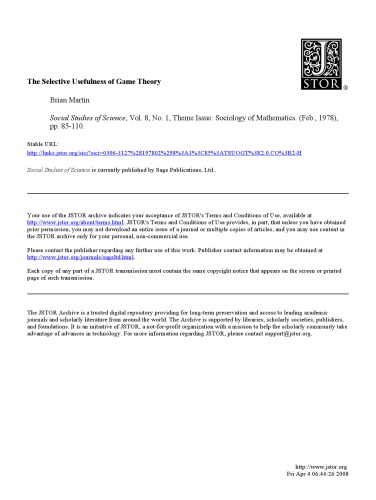 JSTOR
®
The Selective Usefulness of Game Theory
Brian Martin
Social Studies of Science, Vol. 8, No. 1, Theme Issue: Sociology of Mathematics. (Feb., 1978),
pp. 85-110.
Stable URL:
http://links.jstor.org/sici?sici=0306-3127%28197802%298%3A1%3C85%3ATSUOGT%3E2.0.CO%3B2-H
Social Studies of Science is currently published by Sage Publications, Ltd..
Your use of the JSTOR archive indicates your acceptance of JSTOR's Terms and Conditions of Use, available at
http://www.jstor.org/about/terms.html. JSTOR's Terms and Conditions of Use provides, in part, that unless you have obtained
prior permission, you may not download an entire issue of a journal or multiple copies of articles, and you may use content in
the JSTOR archive only for your personal, non-commercial use.
Please contact the publisher regarding any further use of this work. Publisher contact information may be obtained at
http://www.jstor.org/journals/sageltd.html.
Each copy of any part of a JSTOR transmission must contain the same copyright notice that appears on the screen or printed
page of such transmission.
The JSTOR Archive is a trusted digital repository providing for long-term preservation and access to leading academic
journals and scholarly literature from around the world. The Archive is supported by libraries, scholarly societies, publishers,
and foundations. It is an initiative of JSTOR, a not-for-profit organization with a mission to help the scholarly community take
advantage of advances in technology. For more information regarding JSTOR, please contact support@jstor.org.
http://www.jstor.org
Fri Apr 4 06:44:26 2008